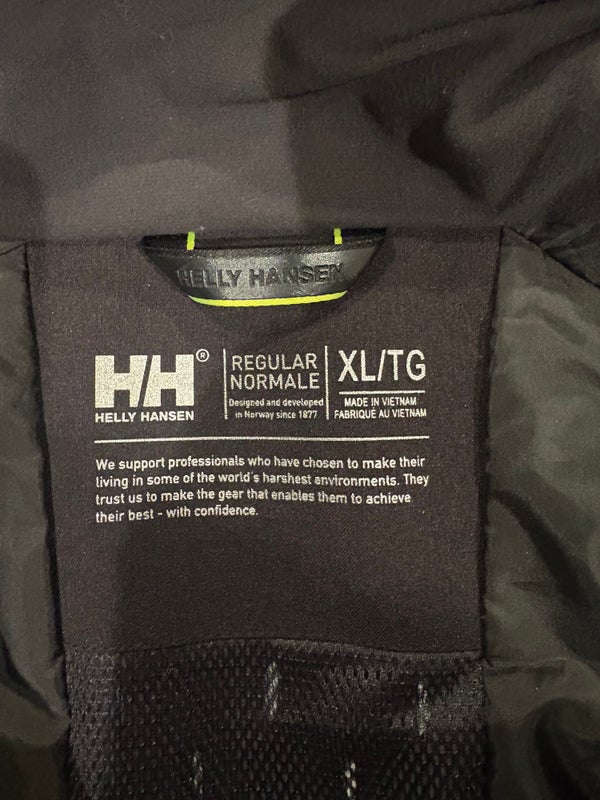 HELLY HANSEN
H/H®
HELLY HANSEN
REGULAR
NORMALE
Designed and developed
in Norway since 1877
XL/TG
MADE IN VIETNAM
FABRIQUÉ AU VIETNAM
We support professionals who have chosen to make their
living in some of the world's harshest environments. They
trust us to make the gear that enables them to achieve
their best - with confidence.